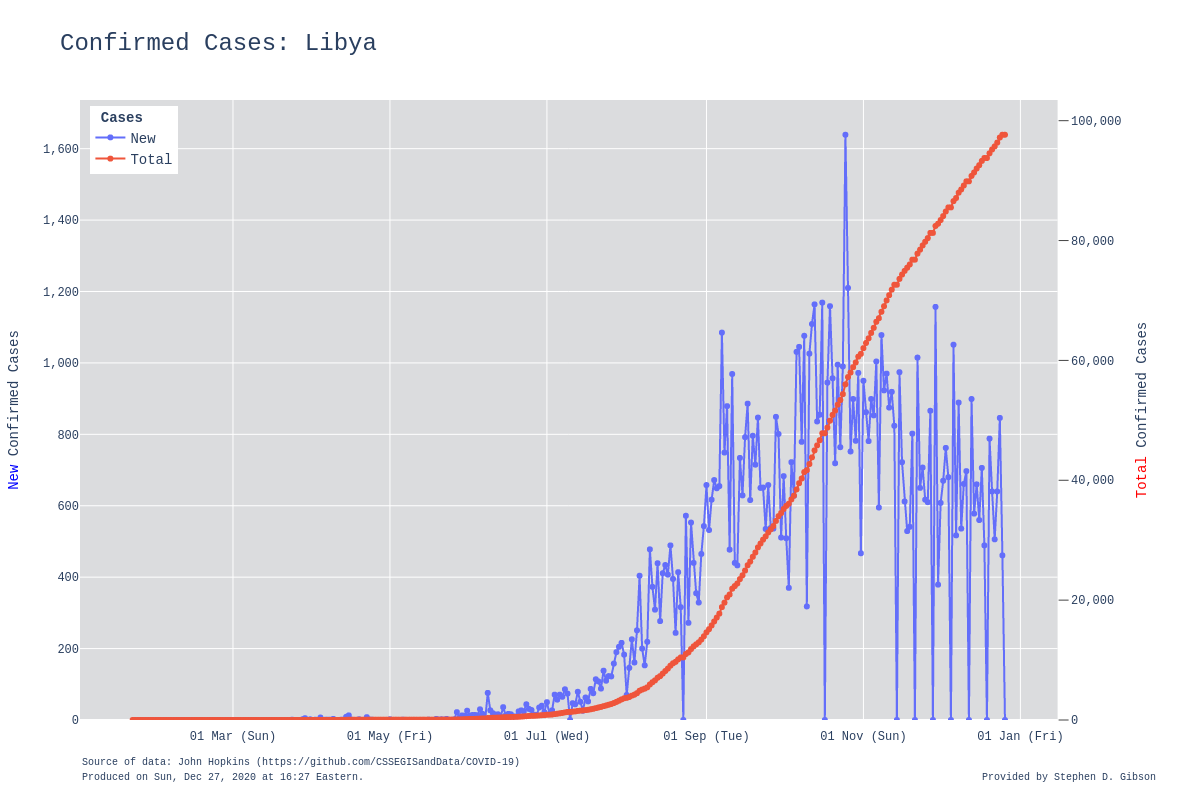 Confirmed Cases: Libya
Cases
New
Total
1,600
1,400
1,200
1,000
800
600
400
200
0
New Confirmed Cases
100,000
80,000
60,000
40,000
20,000
0
Total Confirmed Cases
01 Mar (Sun)
01 May (Fri)
01 Jul (Wed)
01 Sep (Tue)
01 Nov (Sun)
01 Jan (Fri)
Source of data: John Hopkins (https://github.com/CSSEGISandData/COVID-19)
Produced on Sun, Dec 27, 2020 at 16:27 Eastern.
Provided by Stephen D. Gibson